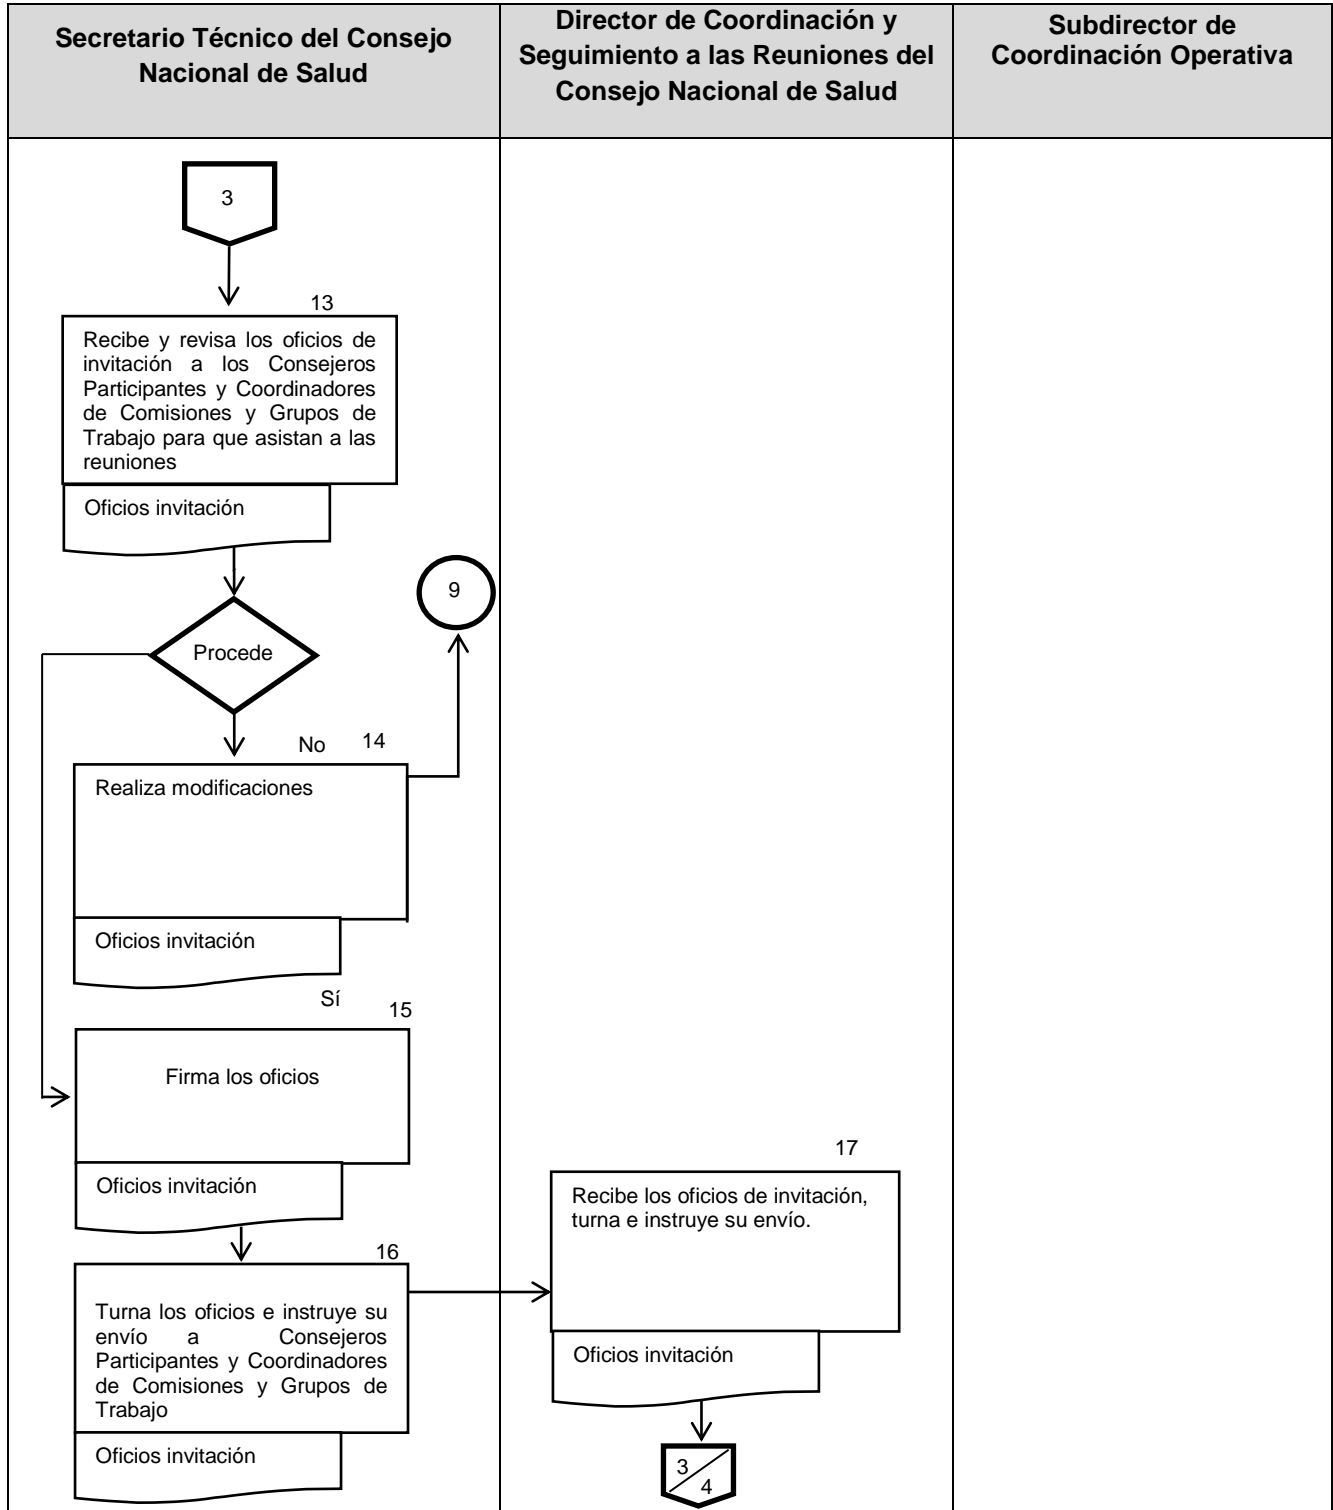 Secretario Técnico del Consejo
Nacional de Salud
Director de Coordinación y
Seguimiento a las Reuniones del
Consejo Nacional de Salud
Subdirector de
Coordinación Operativa
3
13
Recibe y revisa los oficios de
invitación a los Consejeros
Participantes y Coordinadores
de Comisiones y Grupos de
Trabajo para que asistan a las
reuniones
Oficios invitación
9
Procede
No
14
Realiza modificaciones
Oficios invitación
Sí
15
Firma los oficios
Oficios invitación
16
Turna los oficios e instruye su
envío a Consejeros
Participantes y Coordinadores
de Comisiones y Grupos de
Trabajo
Oficios invitación
17
Recibe los oficios de invitación,
turna e instruye su envío.
Oficios invitación
3
4